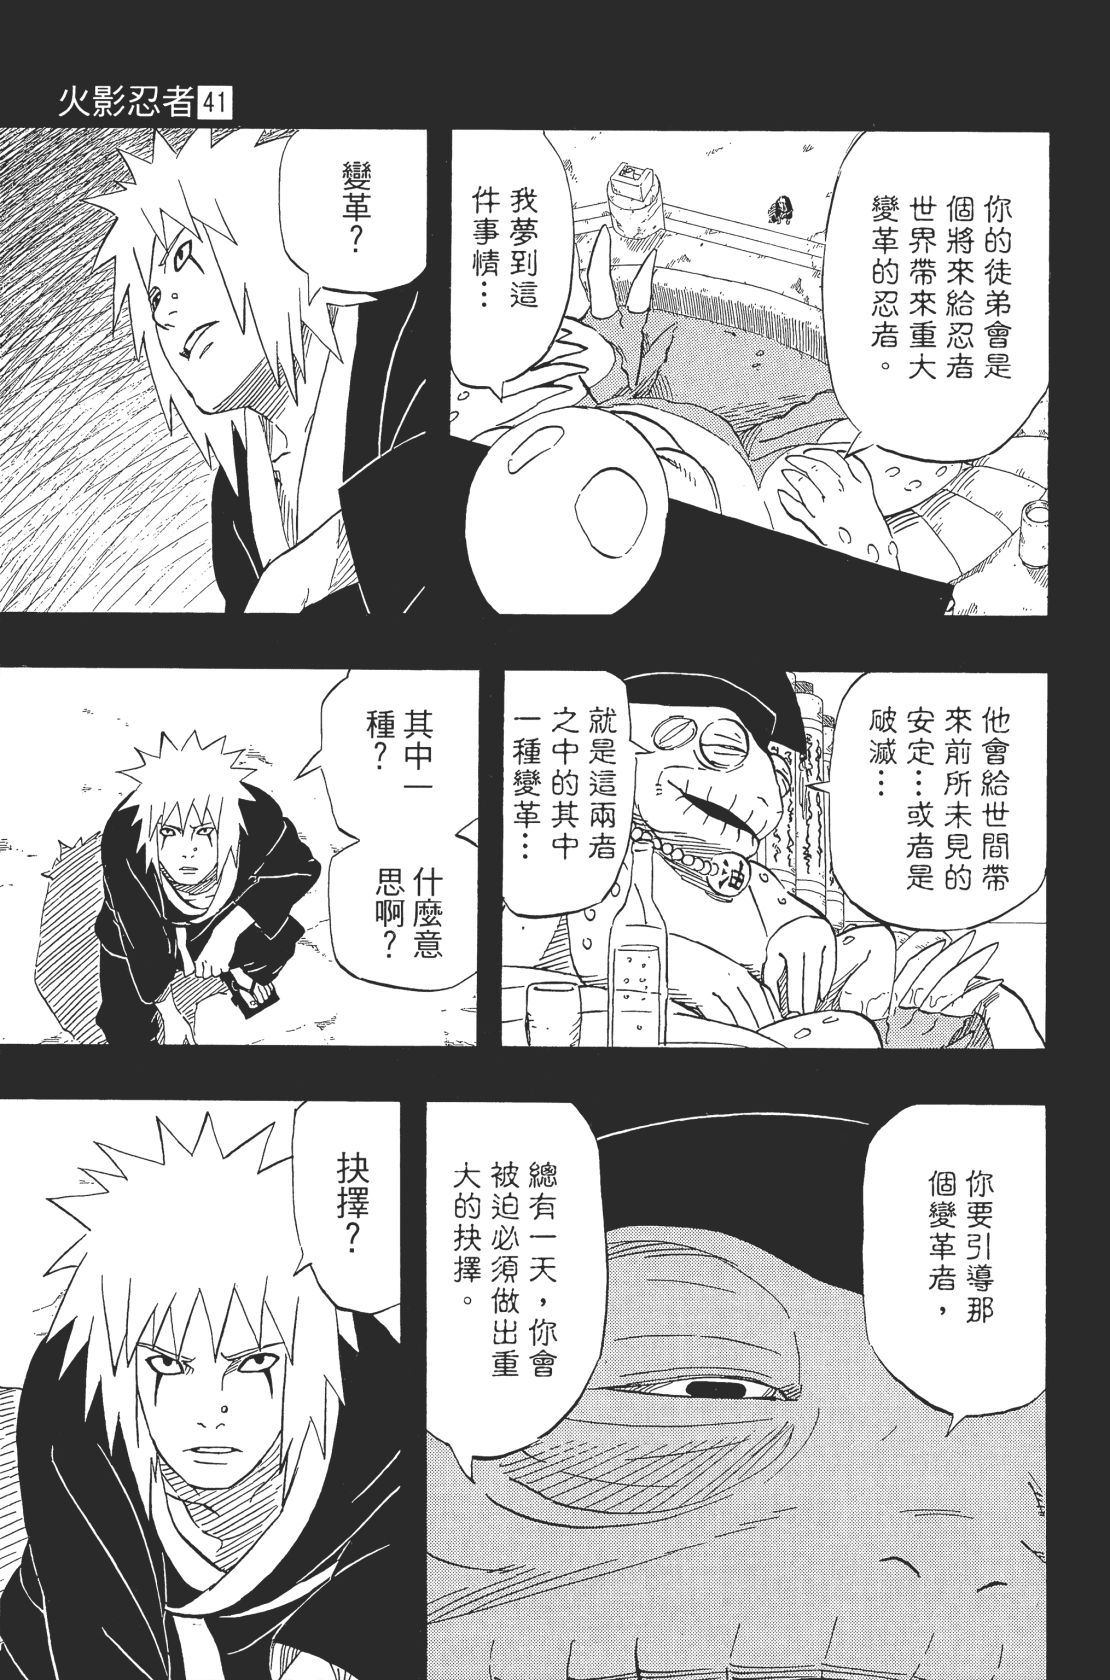 火影忍者41
你的徒弟會是
個將來給忍者
世界帶來重大
變革的忍者。
我夢到這
件事情…
變革？
他會給世間帶
來前所未見的
安定…或者是
破滅…
就是這兩者
之中的其中
一種變革…
油
其中一
種？
什麼意
思啊？
你要引導那
個變革者，
總有一天，你會
被迫必須做出重
大的抉擇。
抉擇？